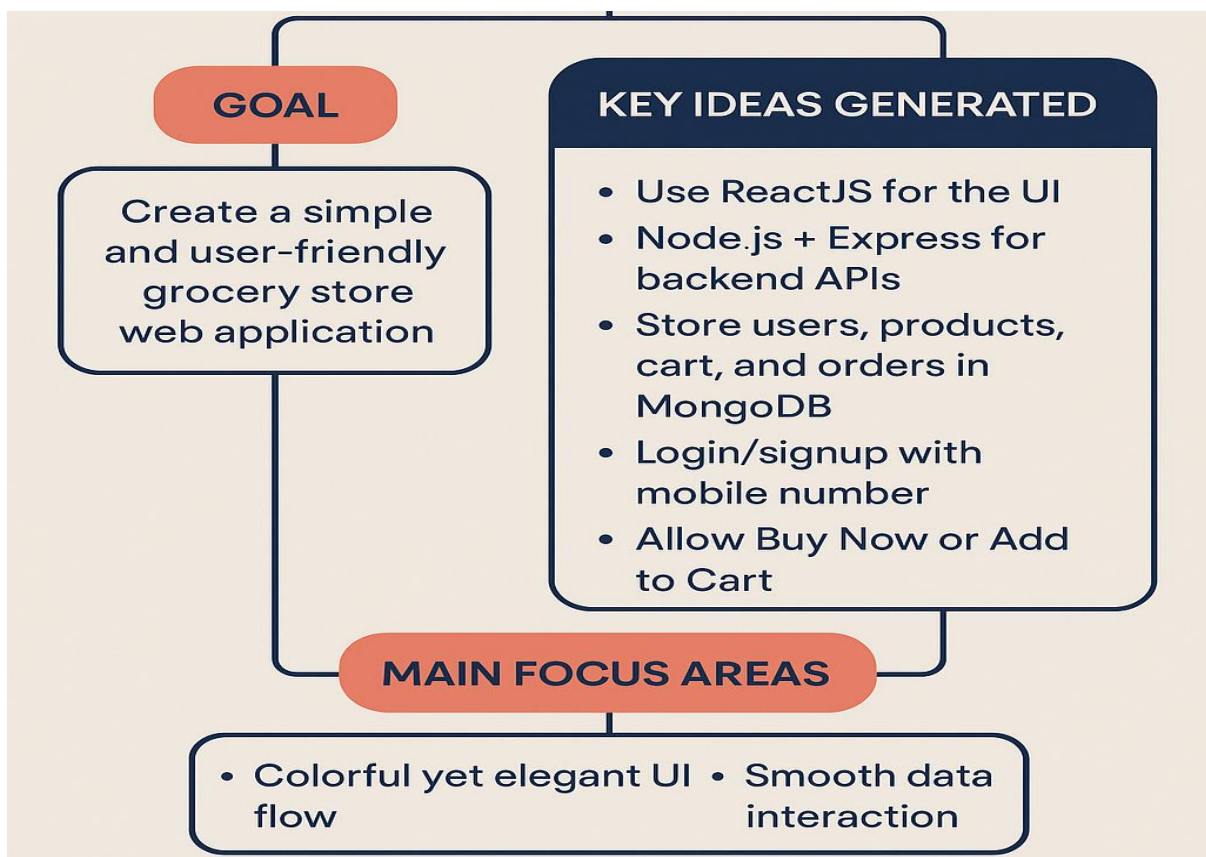 GOAL
Create a simple
and user-friendly
grocery store
web application
KEY IDEAS GENERATED
• Use ReactJS for the UI
• Node.js + Express for
backend APIs
• Store users, products,
cart, and orders in
MongoDB
• Login/signup with
mobile number
• Allow Buy Now or Add
to Cart
MAIN FOCUS AREAS
• Colorful yet elegant UI
flow
• Smooth data
interaction